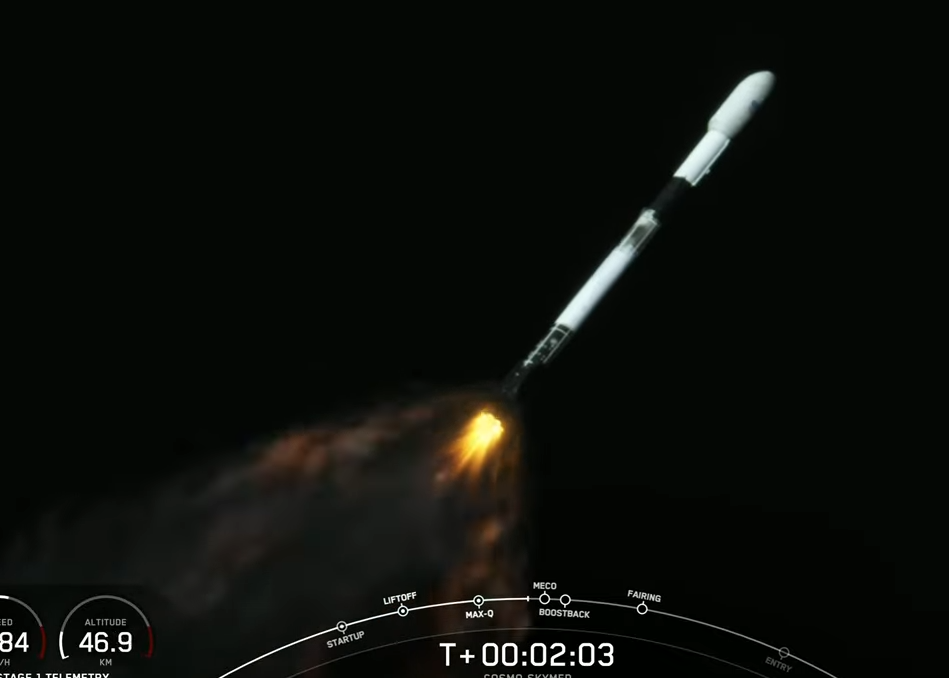 MECO
LIFTOFF
FAIRING
MAX-Q
BOOSTBACK
STARTUP
ENTRY
84
ALTITUDE
46.9
KM
T+00:02:03
STAGE 1 TELEMETRY
COSMO-SKYMED